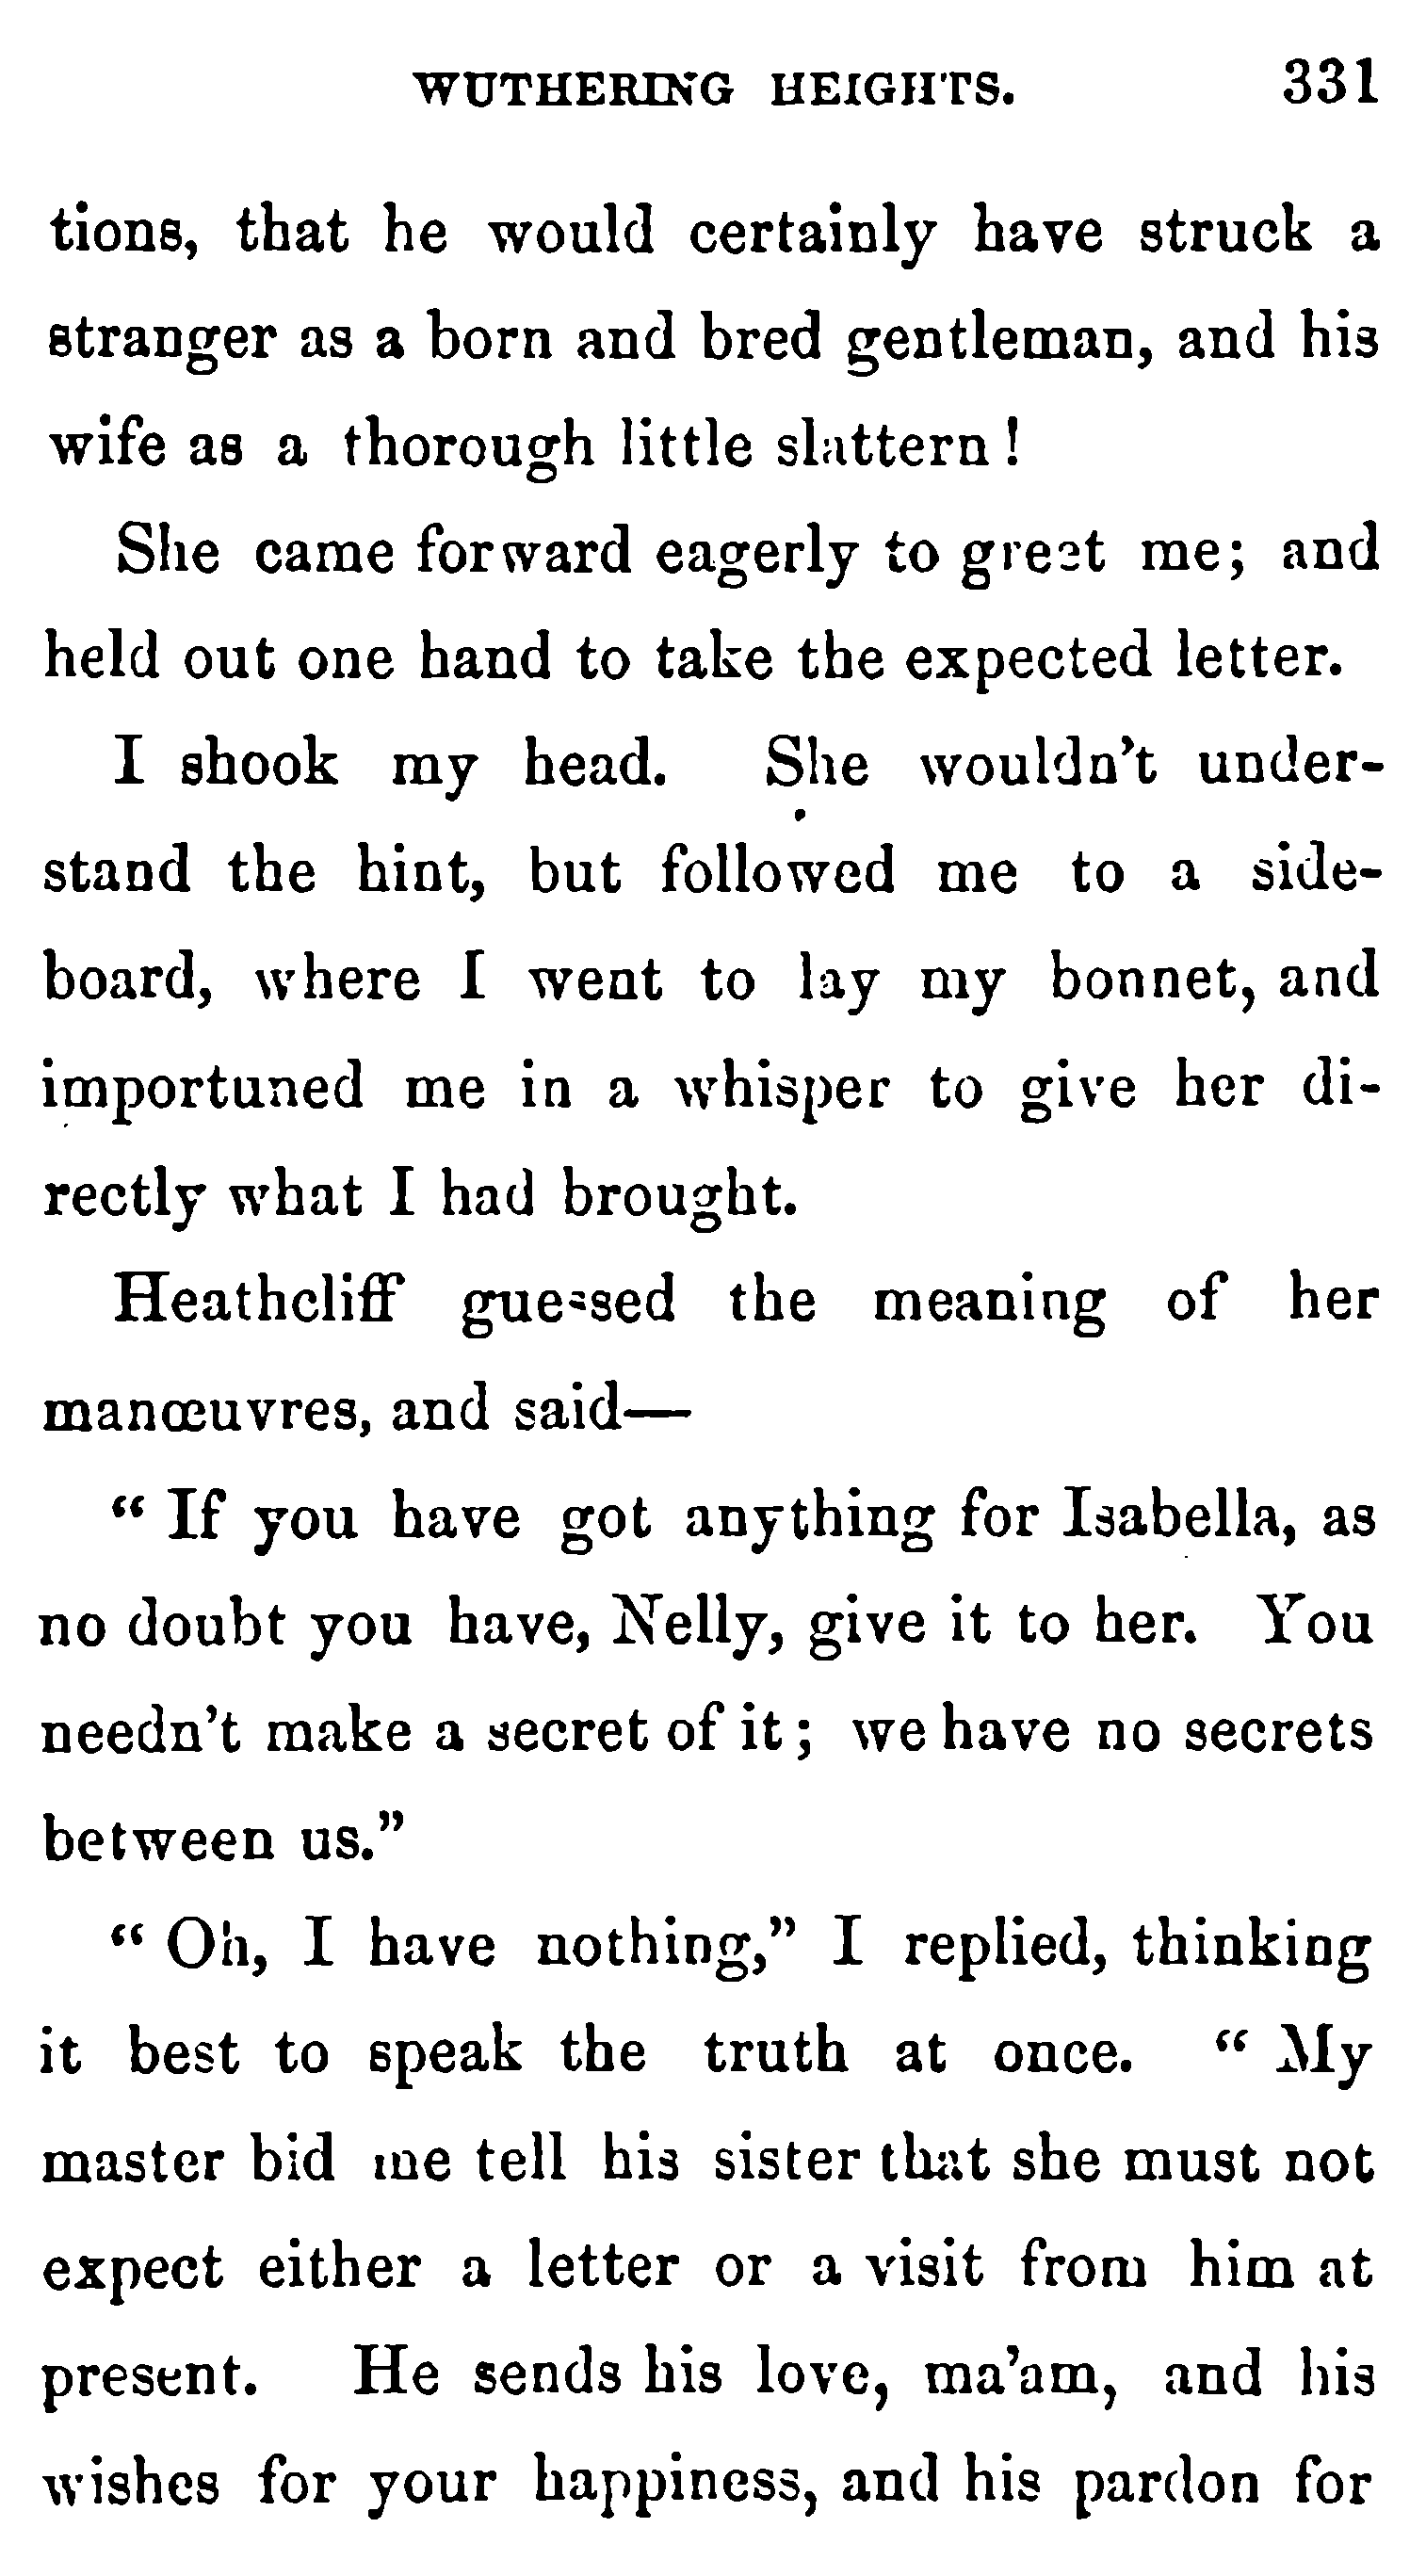 WUTHERING HEIGHTS. 331
tions, that he would certainly have struck a
stranger as a born and bred gentleman, and his
wife as a thorough little slattern !
She came forward eagerly to greet me; and
held out one hand to take the expected letter.
I shook my head. She wouldn't under-
stand the hint, but followed me to a side-
board, where I went to lay my bonnet, and
importuned me in a whisper to give her di-
rectly what I had brought.
Heathcliff guessed the meaning of her
manœuvres, and said—
“ If you have got anything for Isabella, as
no doubt you have, Nelly, give it to her. You
needn't make a secret of it ; we have no secrets
between us.”
“ Oh, I have nothing,” I replied, thinking
it best to speak the truth at once. “ My
master bid me tell his sister that she must not
expect either a letter or a visit from him at
present. He sends his love, ma'am, and his
wishes for your happiness, and his pardon for